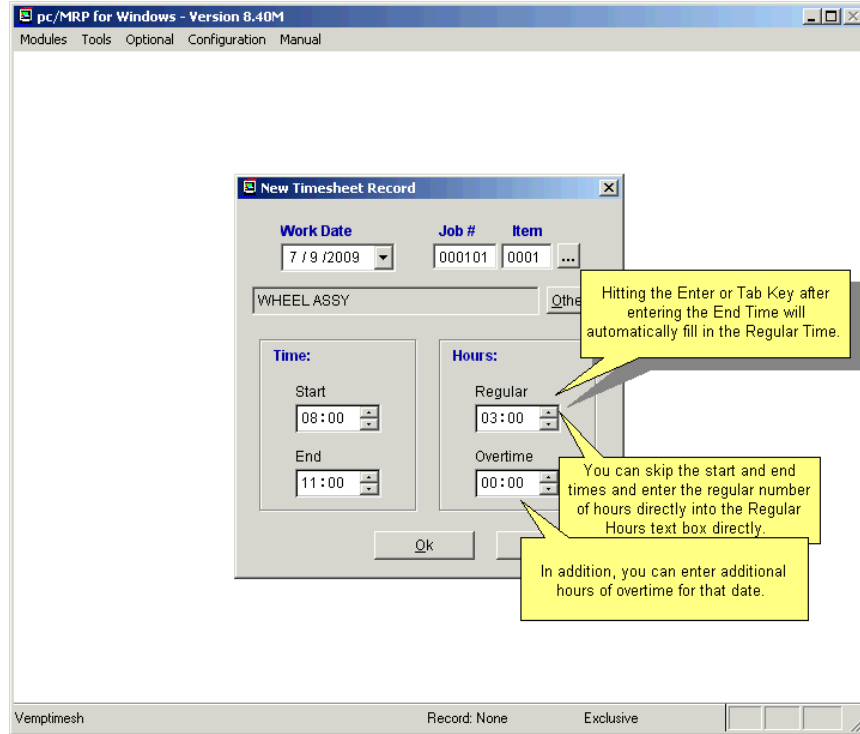 pc/MRP for Windows - Version 8.40M
Modules Tools Optional Configuration Manual
New Timesheet Record
Work Date Job # Item
7 / 9 /2009 000101 0001 ...
WHEEL ASSY Othe
Hitting the Enter or Tab Key after
entering the End Time will
automatically fill in the Regular Time.
Time: Hours:
Start Regular
08:00 03:00
End Overtime
11:00 00:00
You can skip the start and end
times and enter the regular number
of hours directly into the Regular
Hours text box directly.
Ok
In addition, you can enter additional
hours of overtime for that date.
Vemptimesh Record: None Exclusive